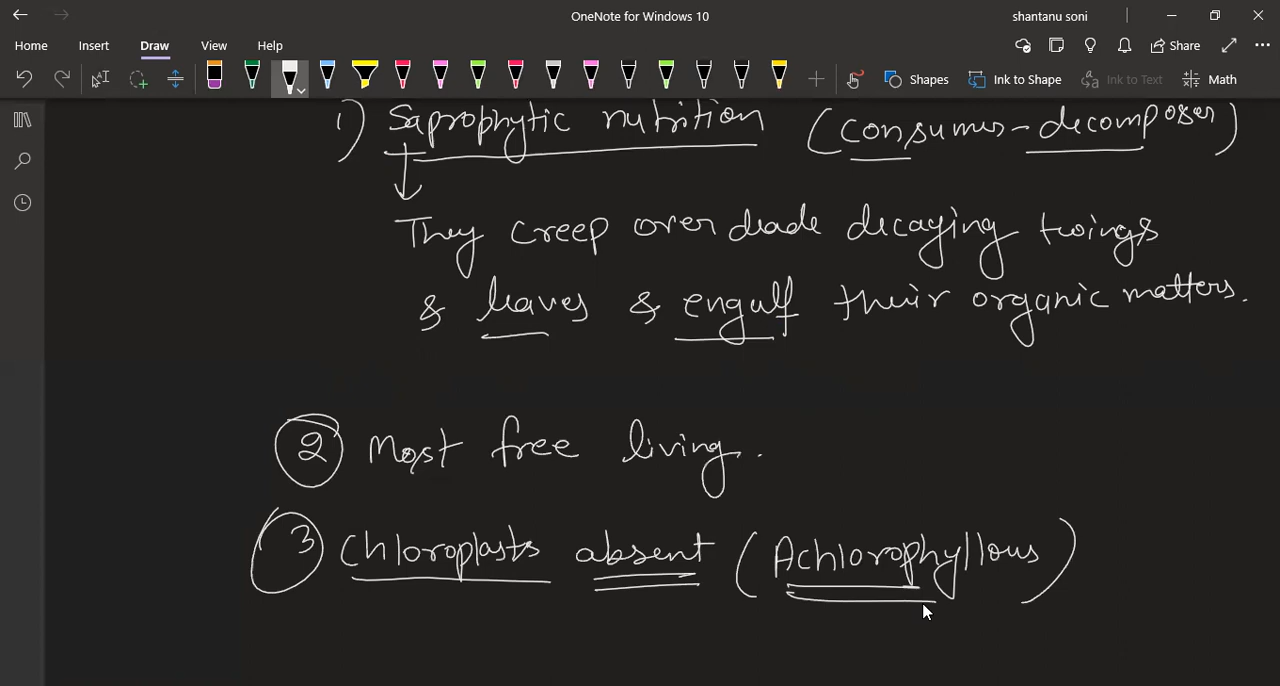 OneNote for Windows 10
shantanu soni
Home Insert Draw View Help
Share
Shapes Ink to Shape Ink to Text Math
1) Saprophytic nutrition (consumer-decomposer)
They creep over deade decaying twings
& leaves & engulf their organic matters.
2 Most free living.
3 Chloroplasts absent (Achlorophyllous)